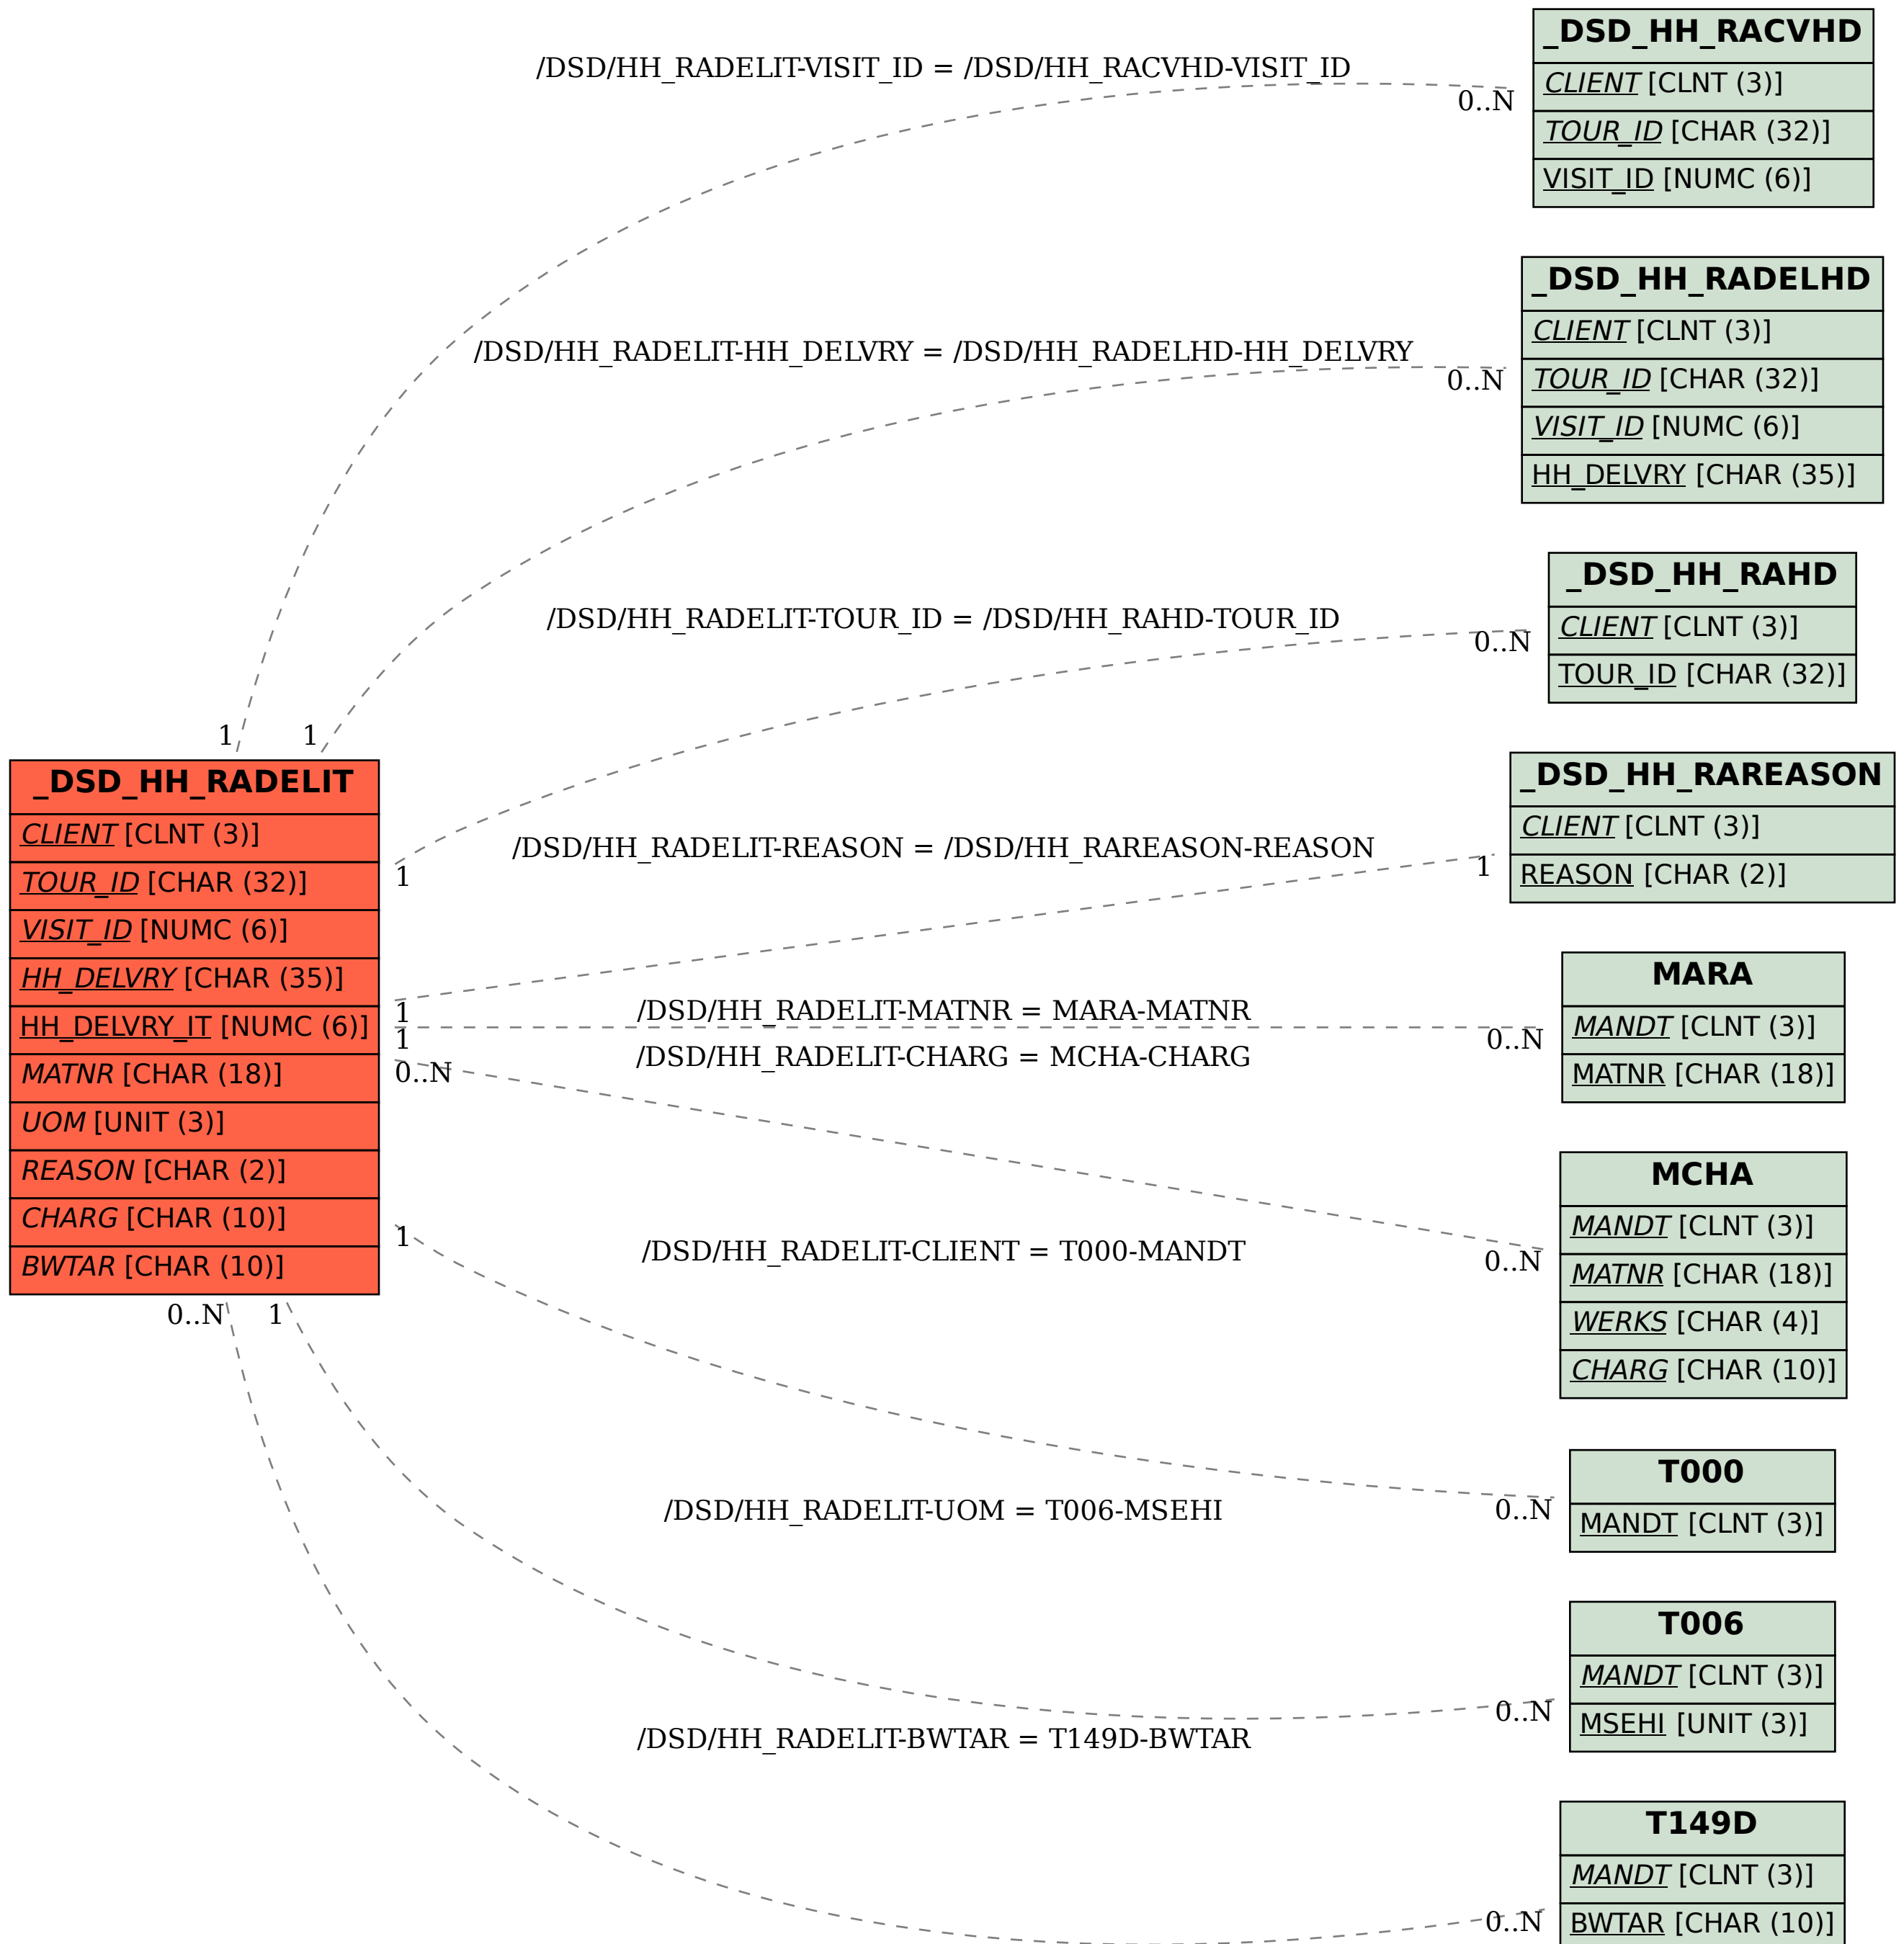 _DSD_HH_RACVHD
CLIENT [CLNT (3)]
TOUR_ID [CHAR (32)]
VISIT_ID [NUMC (6)]
/DSD/HH_RADELIT-VISIT_ID = /DSD/HH_RACVHD-VISIT_ID
0..N
1
_DSD_HH_RADELHD
CLIENT [CLNT (3)]
TOUR_ID [CHAR (32)]
VISIT_ID [NUMC (6)]
HH_DELVRY [CHAR (35)]
/DSD/HH_RADELIT-HH_DELVRY = /DSD/HH_RADELHD-HH_DELVRY
0..N
1
_DSD_HH_RAHD
CLIENT [CLNT (3)]
TOUR_ID [CHAR (32)]
/DSD/HH_RADELIT-TOUR_ID = /DSD/HH_RAHD-TOUR_ID
0..N
1
_DSD_HH_RADELIT
CLIENT [CLNT (3)]
TOUR_ID [CHAR (32)]
VISIT_ID [NUMC (6)]
HH_DELVRY [CHAR (35)]
HH_DELVRY_IT [NUMC (6)]
MATNR [CHAR (18)]
UOM [UNIT (3)]
REASON [CHAR (2)]
CHARG [CHAR (10)]
BWTAR [CHAR (10)]
_DSD_HH_RAREASON
CLIENT [CLNT (3)]
REASON [CHAR (2)]
/DSD/HH_RADELIT-REASON = /DSD/HH_RAREASON-REASON
1
1
MARA
MANDT [CLNT (3)]
MATNR [CHAR (18)]
/DSD/HH_RADELIT-MATNR = MARA-MATNR
0..N
1
MCHA
MANDT [CLNT (3)]
MATNR [CHAR (18)]
WERKS [CHAR (4)]
CHARG [CHAR (10)]
/DSD/HH_RADELIT-CHARG = MCHA-CHARG
0..N
0..N
T000
MANDT [CLNT (3)]
/DSD/HH_RADELIT-CLIENT = T000-MANDT
0..N
1
T006
MANDT [CLNT (3)]
MSEHI [UNIT (3)]
/DSD/HH_RADELIT-UOM = T006-MSEHI
0..N
1
T149D
MANDT [CLNT (3)]
BWTAR [CHAR (10)]
/DSD/HH_RADELIT-BWTAR = T149D-BWTAR
0..N
0..N